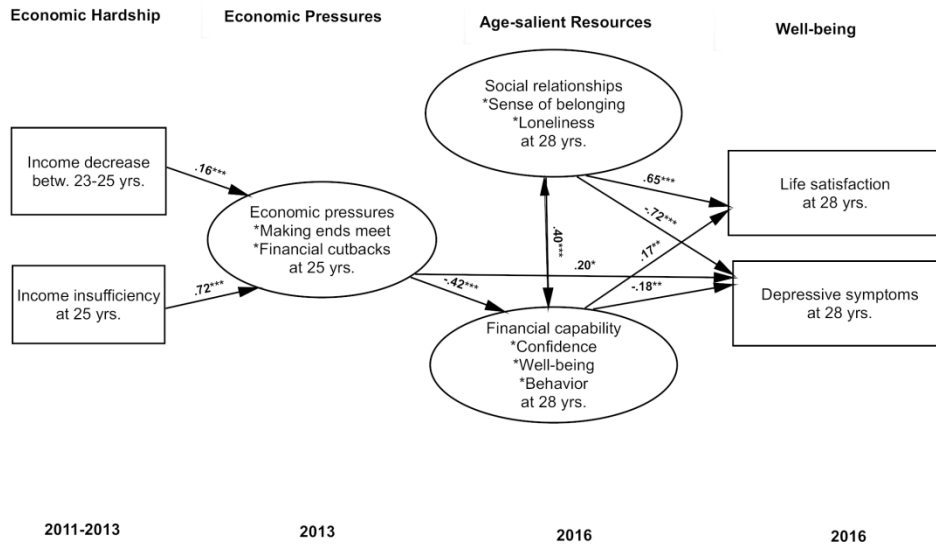 Economic Hardship
Economic Pressures
Age-salient Resources
Well-being
Social relationships
*Sense of belonging
*Loneliness
at 28 yrs.
Income decrease
betw. 23-25 yrs.
.16***
.65***
Life satisfaction
at 28 yrs.
Economic pressures
*Making ends meet
*Financial cutbacks
at 25 yrs.
-.72***
.40***
.17**
.20*
Income insufficiency
at 25 yrs.
.72***
-.42***
-.18**
Depressive symptoms
at 28 yrs.
Financial capability
*Confidence
*Well-being
*Behavior
at 28 yrs.
2011-2013
2013
2016
2016